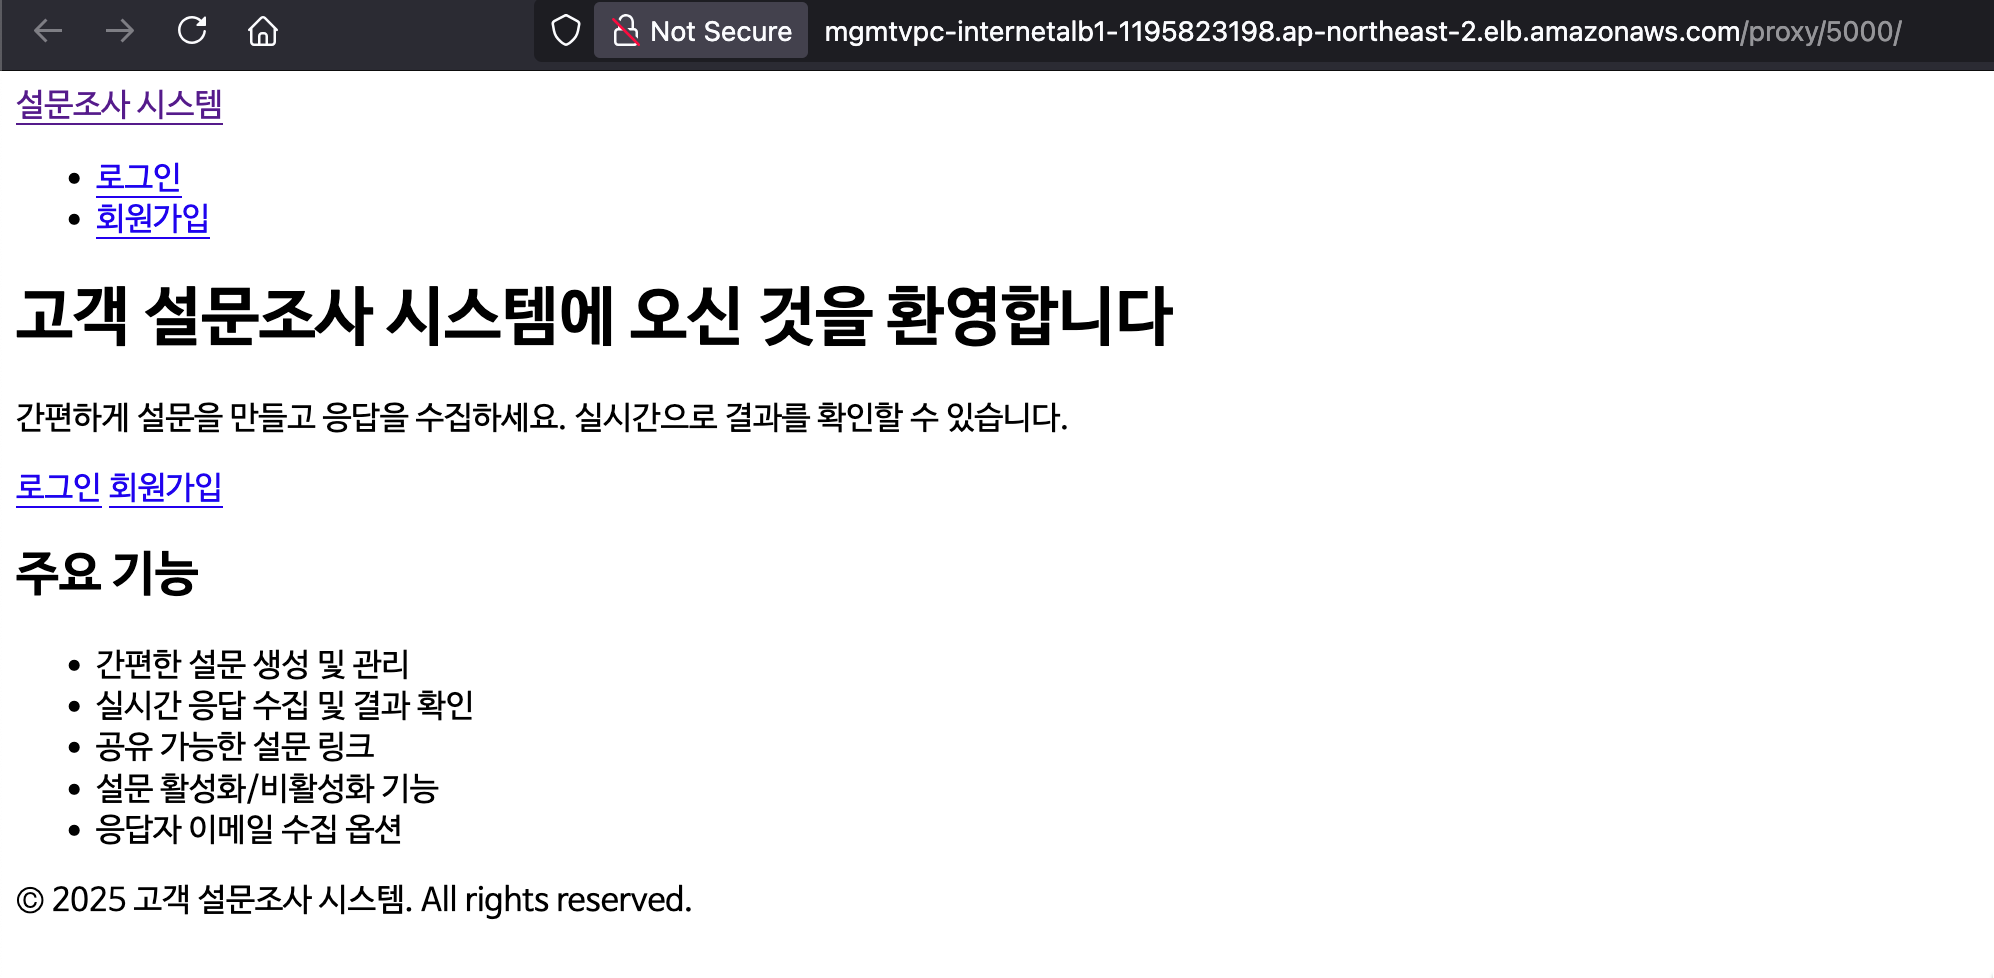 Not Secure mgmtvpc-internetalb1-1195823198.ap-northeast-2.elb.amazonaws.com/proxy/5000/
설문조사 시스템
로그인
회원가입
고객 설문조사 시스템에 오신 것을 환영합니다
간편하게 설문을 만들고 응답을 수집하세요. 실시간으로 결과를 확인할 수 있습니다.
로그인 회원가입
주요 기능
간편한 설문 생성 및 관리
실시간 응답 수집 및 결과 확인
공유 가능한 설문 링크
설문 활성화/비활성화 기능
응답자 이메일 수집 옵션
© 2025 고객 설문조사 시스템. All rights reserved.